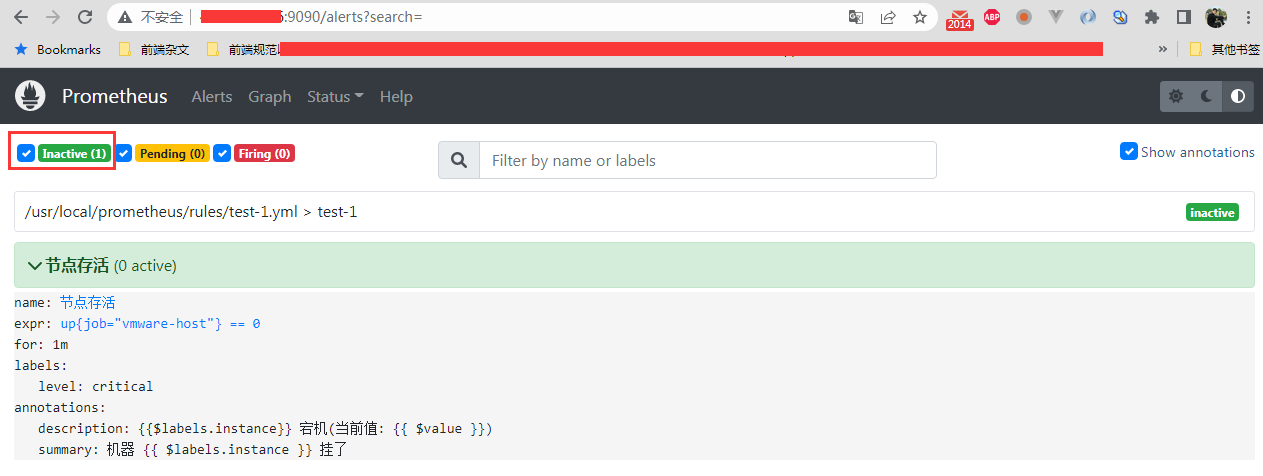 不安全 :9090/alerts?search=
2014 ABP
Bookmarks 前端杂文 前端规范 » 其他书签
Prometheus Alerts Graph Status Help
Inactive (1) Pending (0) Firing (0) Filter by name or labels Show annotations
/usr/local/prometheus/rules/test-1.yml > test-1 inactive
节点存活 (0 active)
name: 节点存活
expr: up{job="vmware-host"} == 0
for: 1m
labels:
level: critical
annotations:
description: {{$labels.instance}} 宕机(当前值: {{ $value }})
summary: 机器 {{ $labels.instance }} 挂了